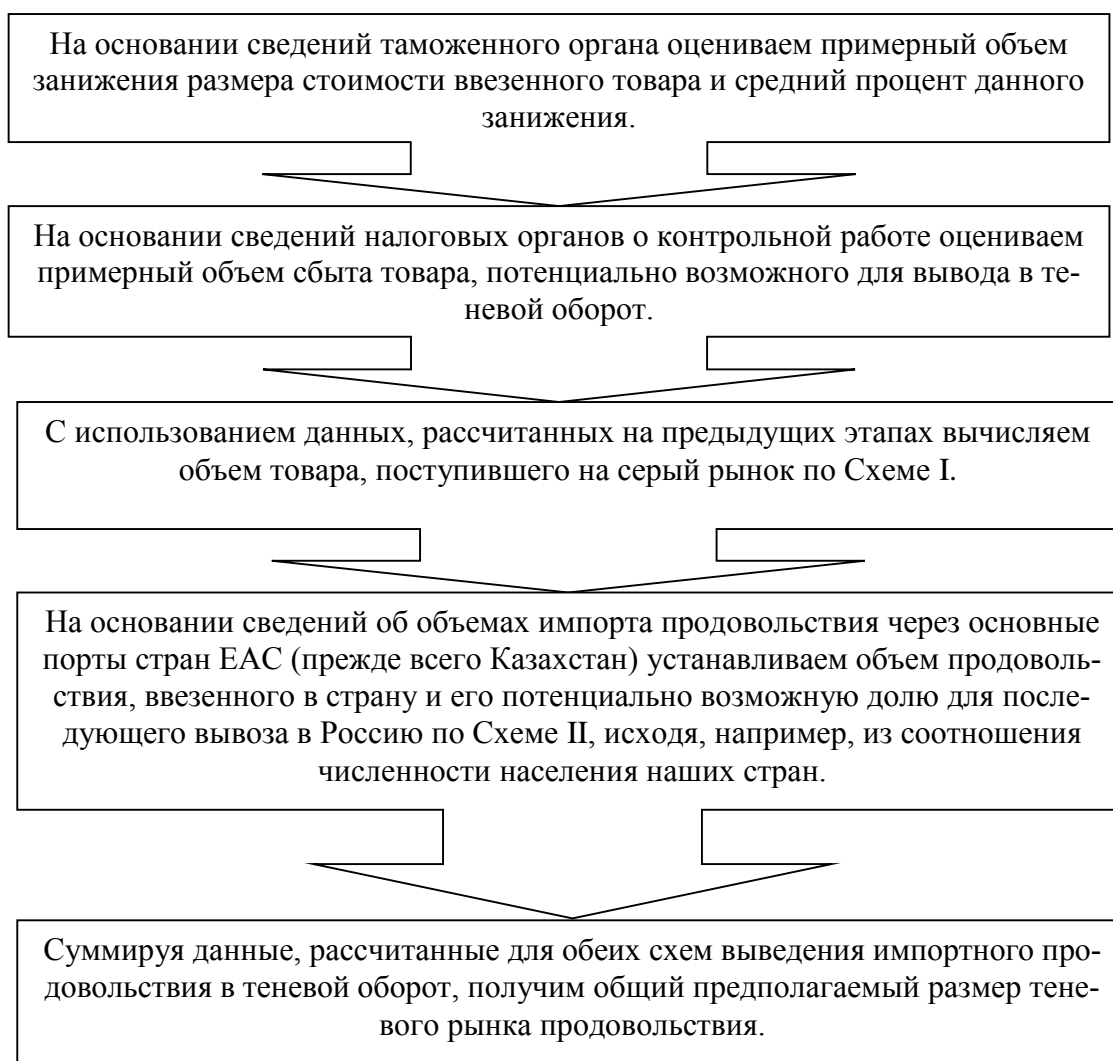 На основании сведений таможенного органа оцениваем примерный объем
занижения размера стоимости ввезенного товара и средний процент данного
занижения.
На основании сведений налоговых органов о контрольной работе оцениваем
примерный объем сбыта товара, потенциально возможного для вывода в те-
невой оборот.
С использованием данных, рассчитанных на предыдущих этапах вычисляем
объем товара, поступившего на серый рынок по Схеме I.
На основании сведений об объемах импорта продовольствия через основные
порты стран ЕАС (прежде всего Казахстан) устанавливаем объем продоволь-
ствия, ввезенного в страну и его потенциально возможную долю для после-
дующего вывоза в Россию по Схеме II, исходя, например, из соотношения
численности населения наших стран.
Суммируя данные, рассчитанные для обеих схем выведения импортного про-
довольствия в теневой оборот, получим общий предполагаемый размер тене-
вого рынка продовольствия.